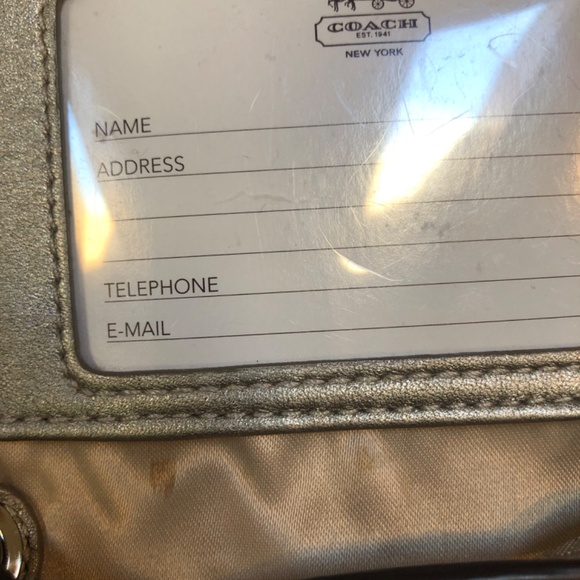 COACH
EST. 1941
NEW YORK
NAME
ADDRESS
TELEPHONE
E-MAIL